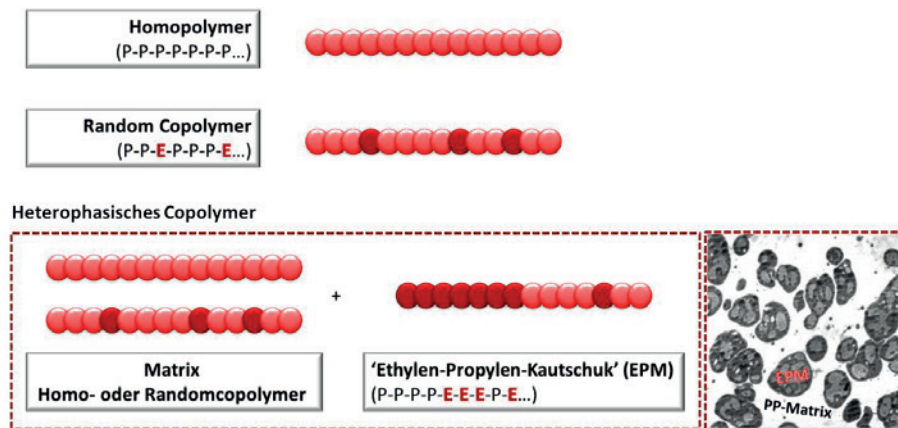 Homopolymer
(P-P-P-P-P-P-P...)
Random Copolymer
(P-P-E-P-P-P-E...)
Heterophasisches Copolymer
+
Matrix
Homo- oder Randomcopolymer
‘Ethylen-Propylen-Kautschuk’ (EPM)
(P-P-P-P-E-E-E-P-E...)
EPM
PP-Matrix